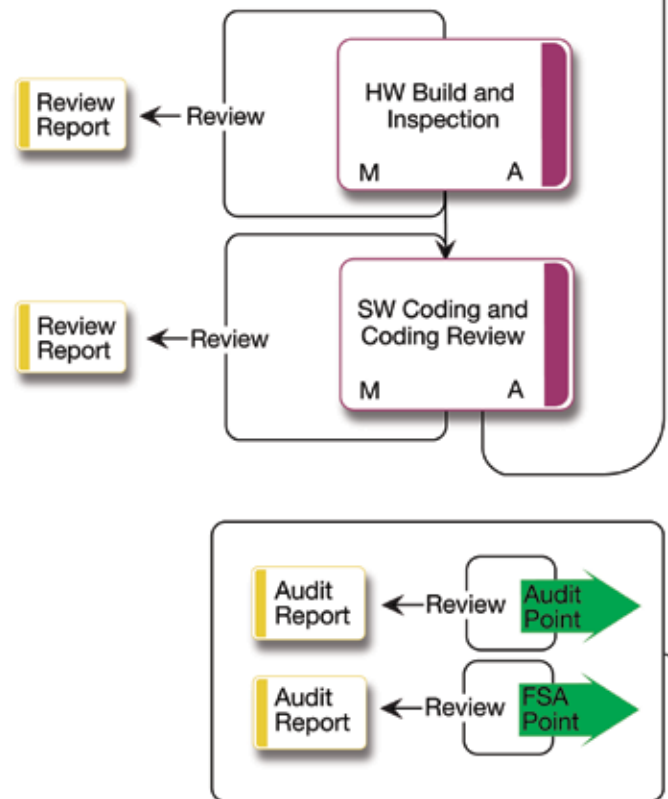 HW Build and
Inspection
M A
Review
Report
Review
SW Coding and
Coding Review
M A
Review
Report
Review
Audit
Report
Review
Audit
Point
Audit
Report
Review
FSA
Point